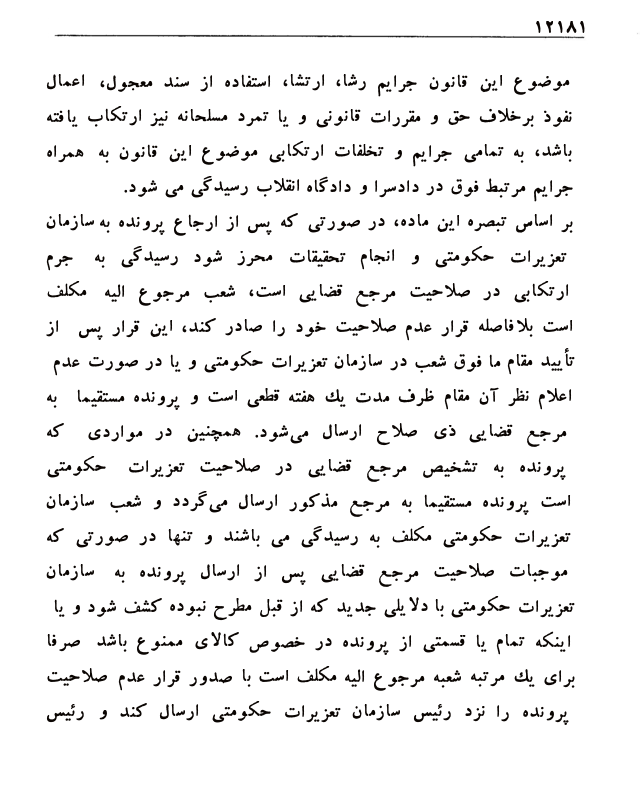 ۱۲۱۸۱
موضوع این قانون جرایم رشا، ارتشا، استفاده از سند معجول، اعمال
نفوذ برخلاف حق و مقررات قانونی و یا تمرد مسلحانه نیز ارتکاب یافته
باشد، به تمامی جرایم و تخلفات ارتکابی موضوع این قانون به همراه
جرایم مرتبط فوق در دادسرا و دادگاه انقلاب رسیدگی می شود.
بر اساس تبصره این ماده، در صورتی که پس از ارجاع پرونده به سازمان
تعزیرات حکومتی و انجام تحقیقات محرز شود رسیدگی به جرم
ارتکابی در صلاحیت مرجع قضایی است، شعب مرجوع الیه مکلف
است بلافاصله قرار عدم صلاحیت خود را صادر کند، این قرار پس از
تأیید مقام ما فوق شعب در سازمان تعزیرات حکومتی و یا در صورت عدم
اعلام نظر آن مقام ظرف مدت یك هفته قطعی است و پرونده مستقیما به
مرجع قضایی ذی صلاح ارسال می‌شود. همچنین در مواردی که
پرونده به تشخیص مرجع قضایی در صلاحیت تعزیرات حکومتی
است پرونده مستقیما به مرجع مذکور ارسال می‌گردد و شعب سازمان
تعزیرات حکومتی مکلف به رسیدگی می باشند و تنها در صورتی که
موجبات صلاحیت مرجع قضایی پس از ارسال پرونده به سازمان
تعزیرات حکومتی با دلایلی جدید که از قبل مطرح نبوده کشف شود و یا
اینکه تمام یا قسمتی از پرونده در خصوص کالای ممنوع باشد صرفا
برای یك مرتبه شعبه مرجوع الیه مکلف است با صدور قرار عدم صلاحیت
پرونده را نزد رئیس سازمان تعزیرات حکومتی ارسال کند و رئیس